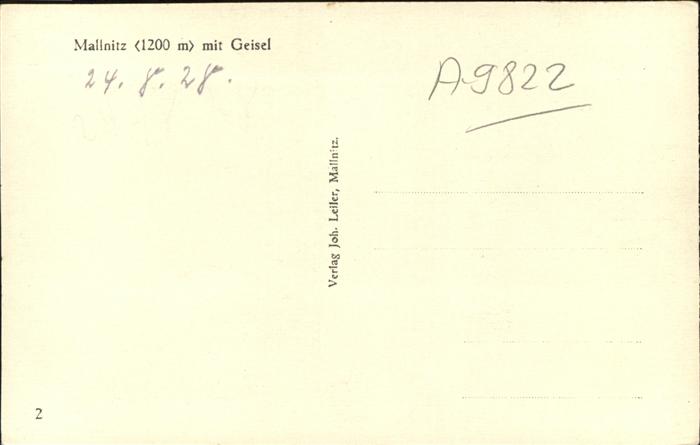 Mallnitz (1200 m) mit Geisel
24. 8. 28.
A9822
Verlag Joh. Leiler, Mallnitz.
2